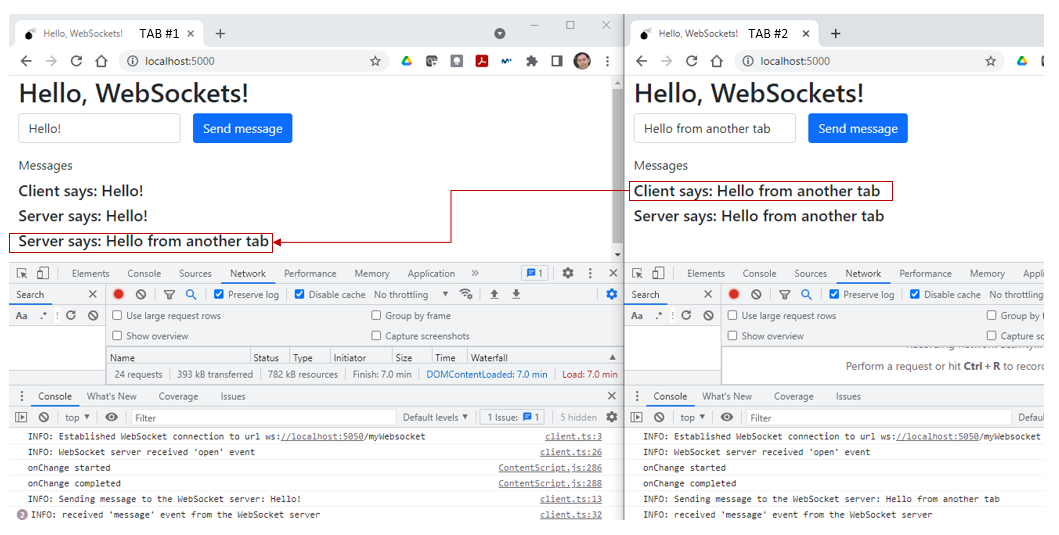 Hello, WebSockets! TAB #1
localhost:5000
Hello, WebSockets!
Hello!
Send message
Messages
Client says: Hello!
Server says: Hello!
Server says: Hello from another tab
Elements Console Sources Network Performance Memory Application » 1
Search Preserve log Disable cache No throttling
Aa .* Use large request rows Group by frame
Show overview Capture screenshots
Name Status Type Initiator Size Time Waterfall
24 requests 393 kB transferred 782 kB resources Finish: 7.0 min DOMContentLoaded: 7.0 min Load: 7.0 min
Console What's New Coverage Issues
top Filter Default levels 1 Issue: 1 5 hidden
INFO: Established WebSocket connection to url ws://localhost:5050/myWebsocket client.ts:3
INFO: WebSocket server received 'open' event client.ts:26
onChange started ContentScript.js:286
onChange completed ContentScript.js:288
INFO: Sending message to the WebSocket server: Hello! client.ts:13
2 INFO: received 'message' event from the WebSocket server client.ts:32
Hello, WebSockets! TAB #2
localhost:5000
Hello, WebSockets!
Hello from another tab
Send message
Messages
Client says: Hello from another tab
Server says: Hello from another tab
Elements Console Sources Network Performance Memory
Search Preserve log Disable cache No throttling
Aa .* Use large request rows Group by
Show overview Capture
Perform a request or hit Ctrl + R to
Console What's New Coverage Issues
top Filter
INFO: Established WebSocket connection to url ws://localhost:5050/myWebsocket
INFO: WebSocket server received 'open' event
onChange started
onChange completed
INFO: Sending message to the WebSocket server: Hello from another tab
INFO: received 'message' event from the WebSocket server